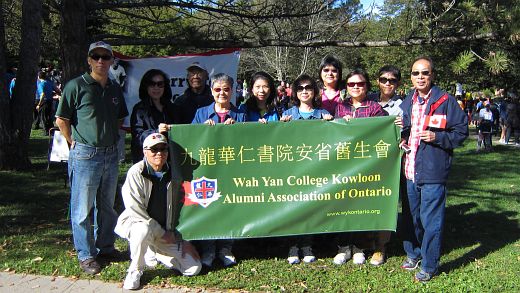 九龍華仁書院安省舊生會
Wah Yan College Kowloon
Alumni Association of Ontario
www.wykontario.org